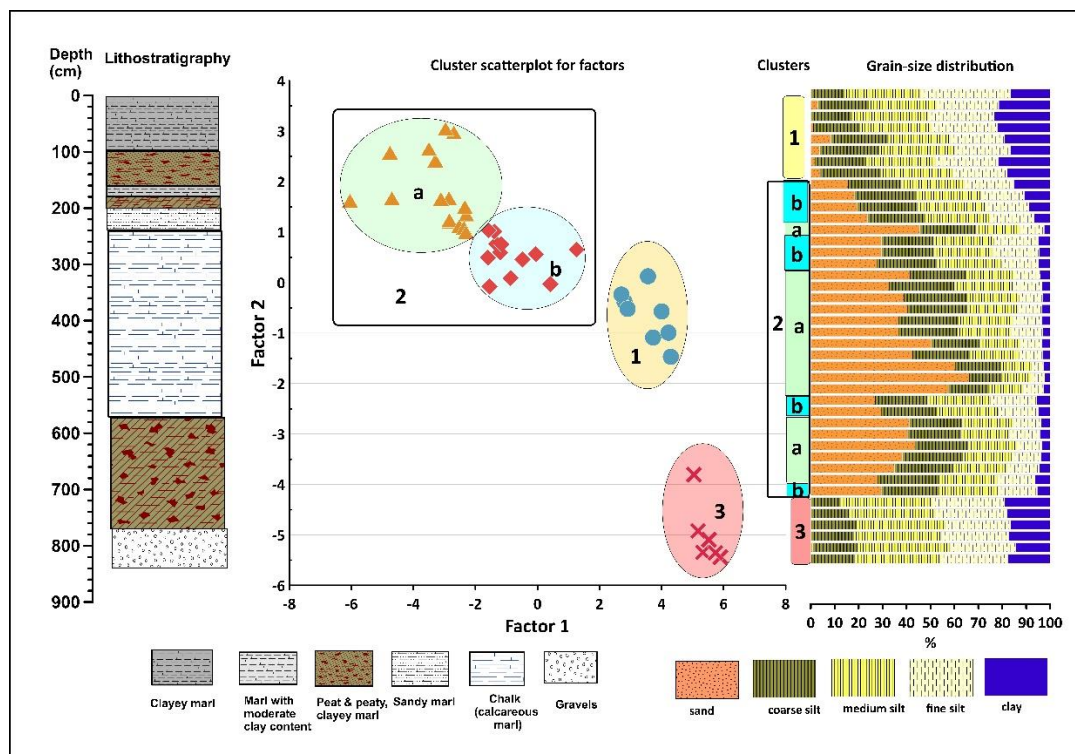 Depth
(cm)
Lithostratigraphy
0
100
200
300
400
500
600
700
800
900
Cluster scatterplot for factors
Factor 2
4
3
2
1
0
-1
-2
-3
-4
-5
-6
a
b
2
1
3
-8
-6
-4
-2
0
2
4
6
8
Factor 1
Clusters
1
b
a
b
2
a
b
a
b
3
Grain-size distribution
0 10 20 30 40 50 60 70 80 90 100
%
Clayey marl
Marl with
moderate
clay content
Peat & peaty,
clayey marl
Sandy marl
Chalk
(calcareous
marl)
Gravels
sand
coarse silt
medium silt
fine silt
clay